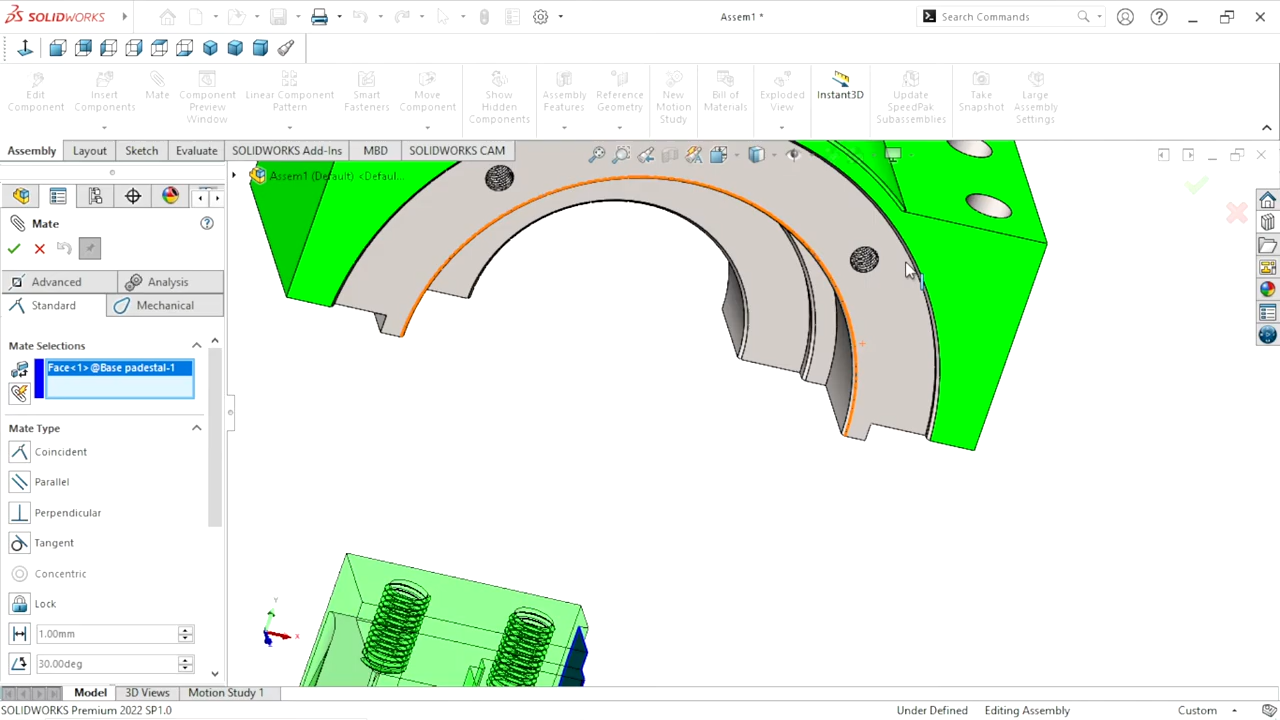 SOLIDWORKS
Assem1 *
Search Commands
Edit Component
Insert Components
Mate
Component Preview Window
Linear Component Pattern
Smart Fasteners
Move Component
Show Hidden Components
Assembly Features
Reference Geometry
New Motion Study
Bill of Materials
Exploded View
Instant3D
Update SpeedPak Subassemblies
Take Snapshot
Large Assembly Settings
Assembly
Layout
Sketch
Evaluate
SOLIDWORKS Add-Ins
MBD
SOLIDWORKS CAM
Assem1 (Default) <Defaul...
Mate
Advanced
Analysis
Standard
Mechanical
Mate Selections
Face<1> @Base padestal-1
Mate Type
Coincident
Parallel
Perpendicular
Tangent
Concentric
Lock
1.00mm
30.00deg
Y
X
Z
Model
3D Views
Motion Study 1
SOLIDWORKS Premium 2022 SP1.0
Under Defined
Editing Assembly
Custom